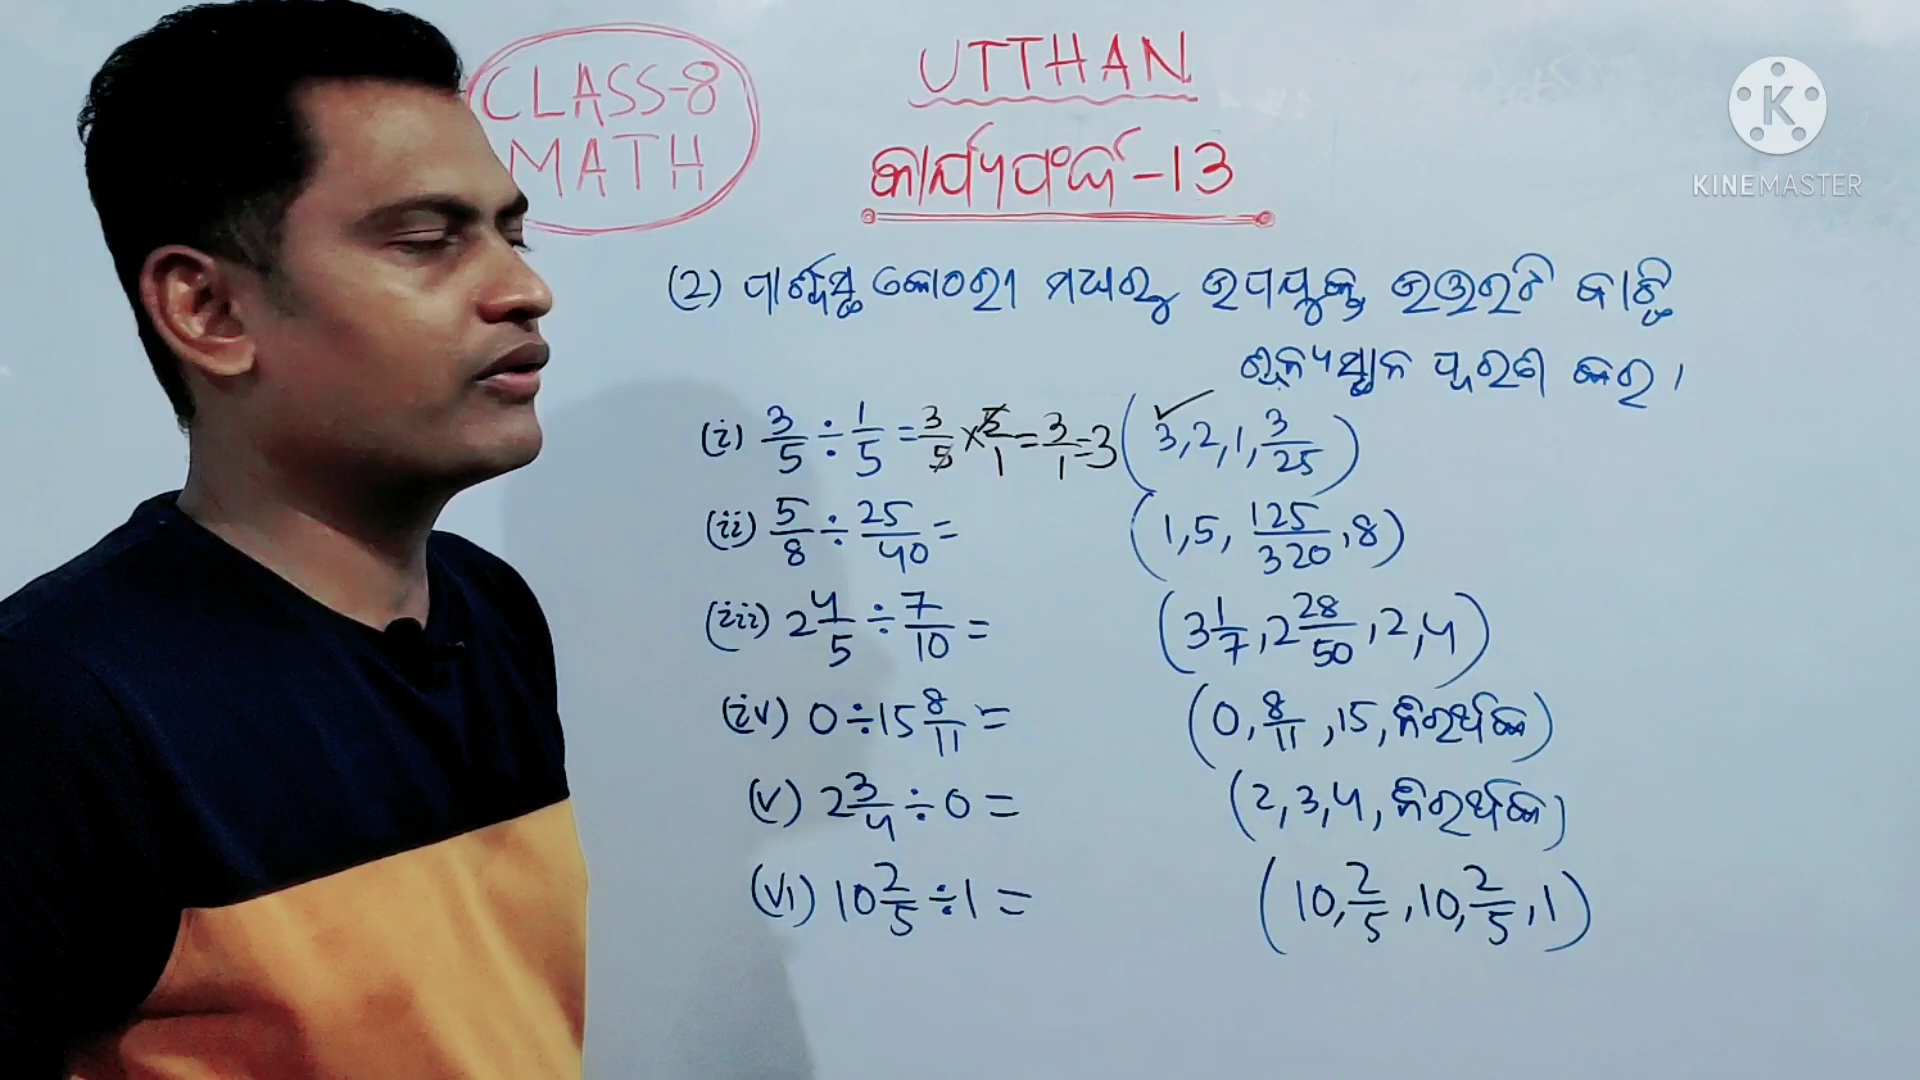 CLASS-8
MATH
UTTHAN
କାର୍ଯ୍ୟଫର୍ଦ୍ଦ -13
KINEMASTER
(2) ପାର୍ଶ୍ୱସ୍ଥ କୋଠରୀ ମଧ୍ୟରୁ ଉପଯୁକ୍ତ ଉତ୍ତରଟି ବାଛି
ଶୂନ୍ୟସ୍ଥାନ ପୂରଣ କର ।
(i) 3/5 ÷ 1/5 = 3/5 × 5/1 = 3/1 = 3 (3, 2, 1, 3/25)
(ii) 5/8 ÷ 25/40 = (1, 5, 125/320, 8)
(iii) 2 4/5 ÷ 7/10 = (3 1/7, 2 28/50, 2, 4)
(iv) 0 ÷ 15 8/11 = (0, 8/11, 15, ନିରର୍ଥକ)
(v) 2 3/4 ÷ 0 = (2, 3, 4, ନିରର୍ଥକ)
(vi) 10 2/5 ÷ 1 = (10, 2/5, 10, 2/5, 1)